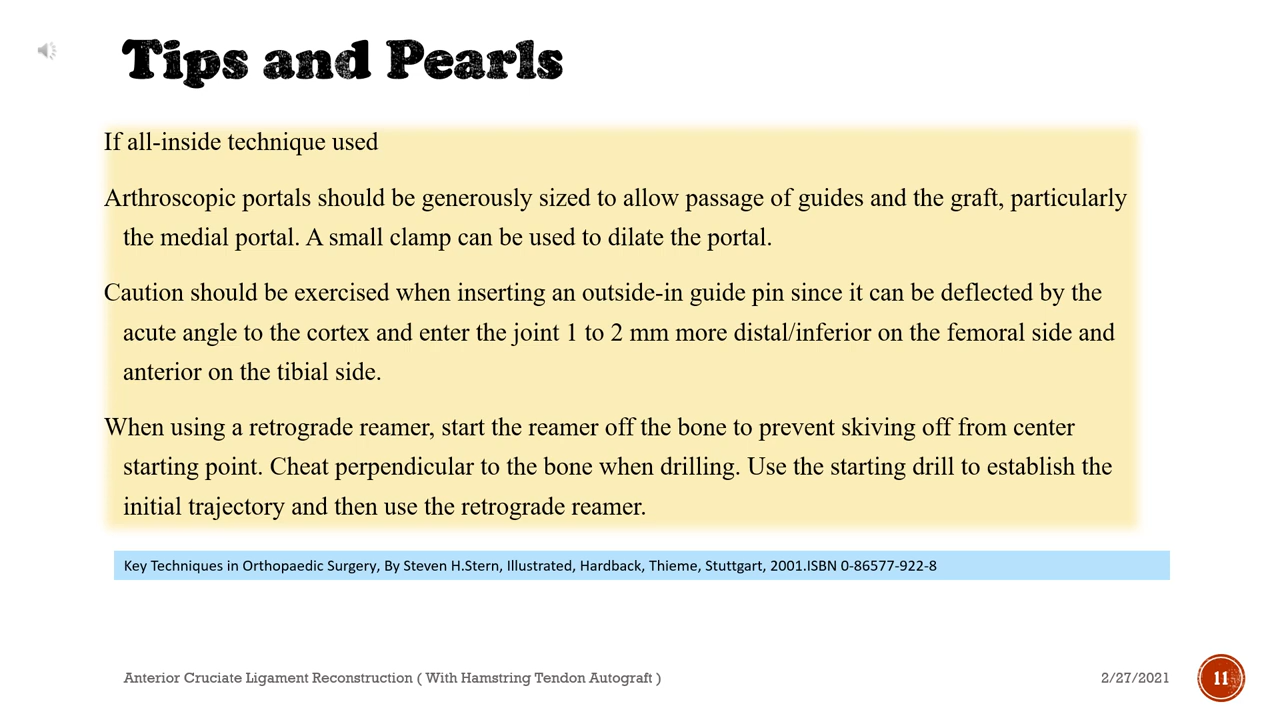 Tips and Pearls
If all-inside technique used
Arthroscopic portals should be generously sized to allow passage of guides and the graft, particularly
the medial portal. A small clamp can be used to dilate the portal.
Caution should be exercised when inserting an outside-in guide pin since it can be deflected by the
acute angle to the cortex and enter the joint 1 to 2 mm more distal/inferior on the femoral side and
anterior on the tibial side.
When using a retrograde reamer, start the reamer off the bone to prevent skiving off from center
starting point. Cheat perpendicular to the bone when drilling. Use the starting drill to establish the
initial trajectory and then use the retrograde reamer.
Key Techniques in Orthopaedic Surgery, By Steven H.Stern, Illustrated, Hardback, Thieme, Stuttgart, 2001.ISBN 0-86577-922-8
Anterior Cruciate Ligament Reconstruction ( With Hamstring Tendon Autograft )
2/27/2021
11